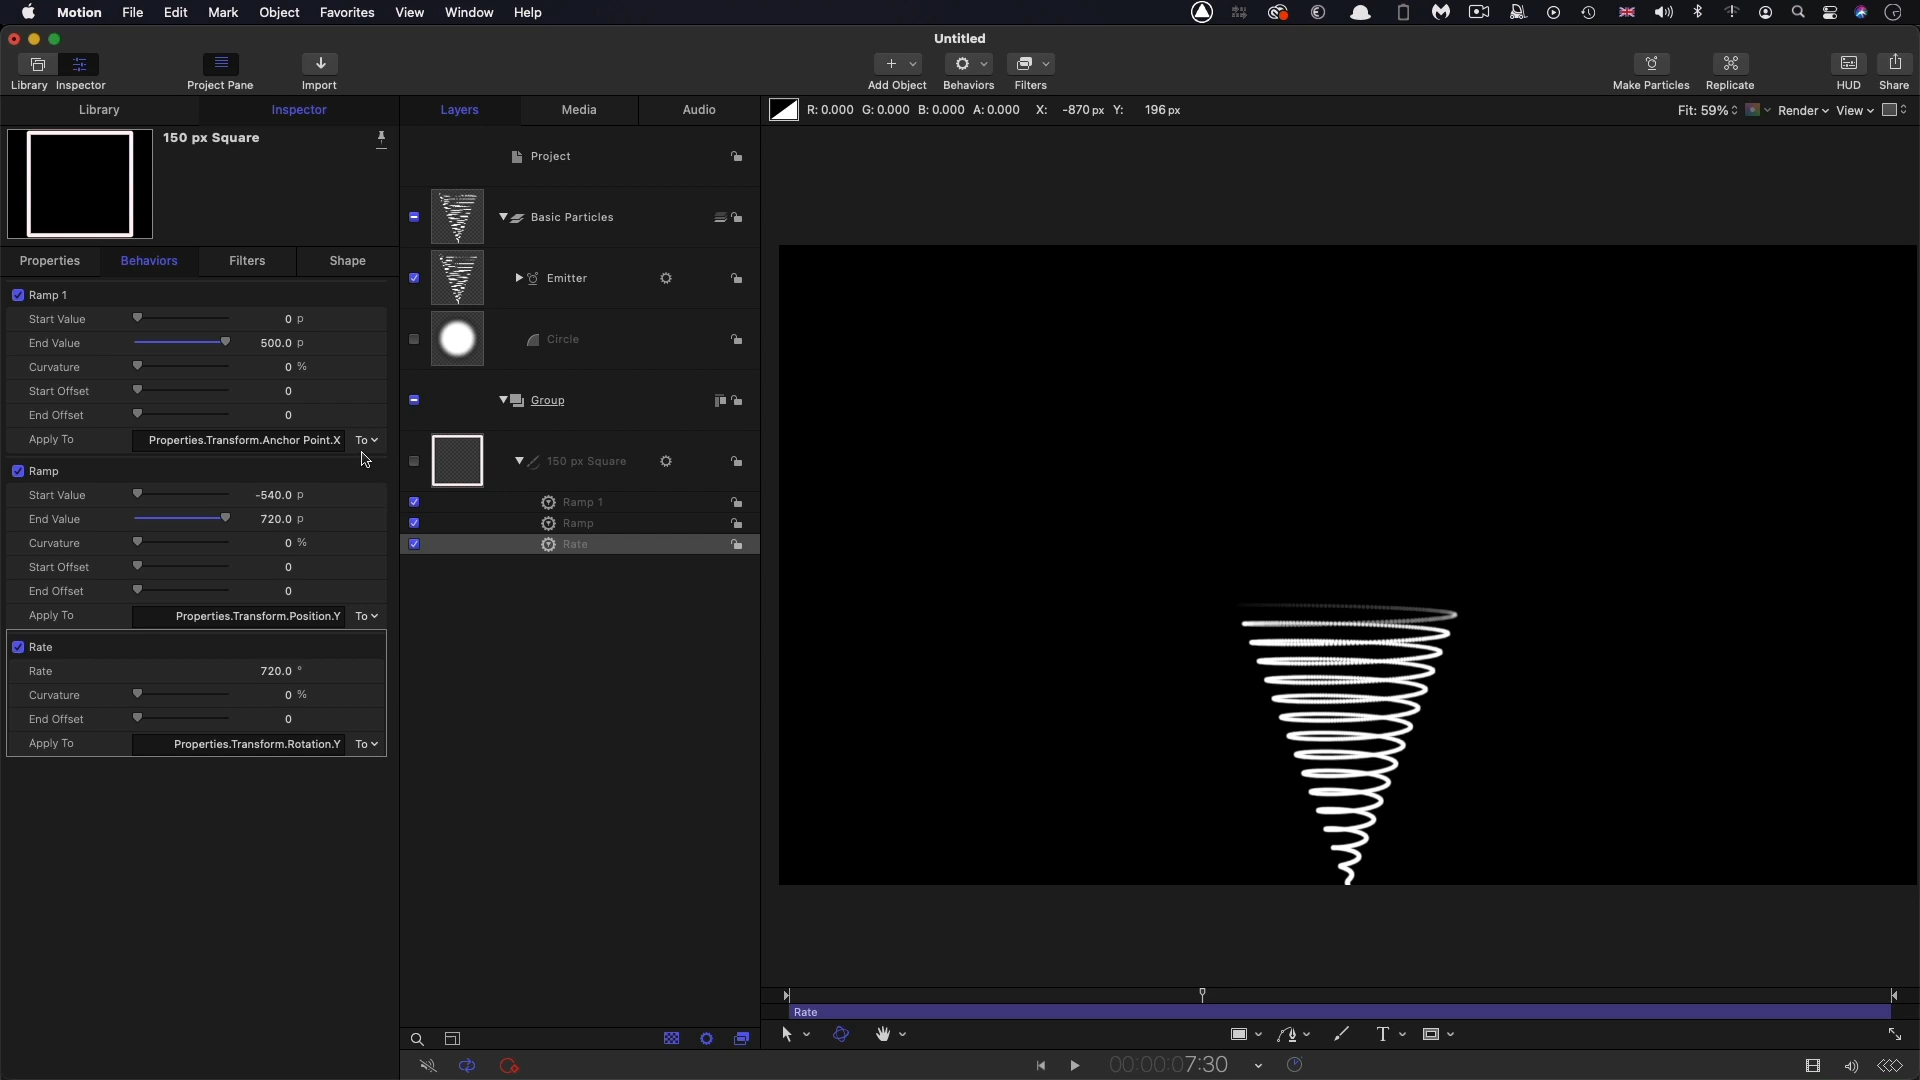 Motion File Edit Mark Object Favorites View Window Help
Untitled
Library Inspector Project Pane Import Add Object Behaviors Filters Make Particles Replicate HUD Share
Library Inspector Layers Media Audio R: 0.000 G: 0.000 B: 0.000 A: 0.000 X: -870 px Y: 196 px Fit: 59% Render View
150 px Square
Project
Basic Particles
Properties Behaviors Filters Shape
Emitter
Ramp 1
Start Value 0 p
End Value 500.0 p
Circle
Curvature 0 %
Start Offset 0
Group
End Offset 0
Apply To Properties.Transform.Anchor Point.X To
150 px Square
Ramp
Start Value -540.0 p
Ramp 1
End Value 720.0 p
Ramp
Curvature 0 %
Rate
Start Offset 0
End Offset 0
Apply To Properties.Transform.Position.Y To
Rate
Rate 720.0 °
Curvature 0 %
End Offset 0
Apply To Properties.Transform.Rotation.Y To
Rate
T
00:00:07:30